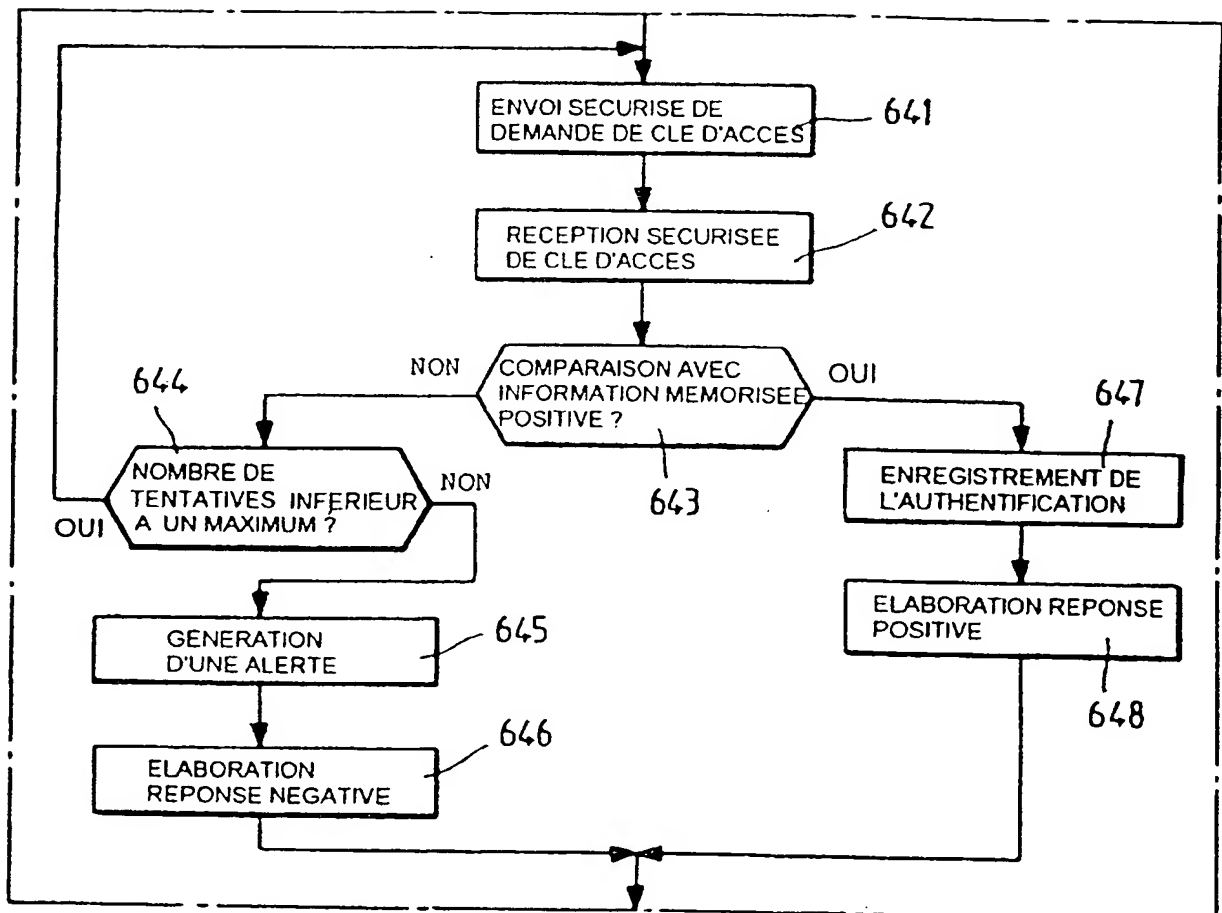 ENVOI SECURISE DE
DEMANDE DE CLE D'ACCES
641
RECEPTION SECURISEE
DE CLE D'ACCES
642
COMPARAISON AVEC
INFORMATION MEMORISEE
POSITIVE ?
643
NON
OUI
644
NOMBRE DE
TENTATIVES INFERIEUR
A UN MAXIMUM ?
NON
OUI
647
ENREGISTREMENT DE
L'AUTHENTIFICATION
GENERATION
D'UNE ALERTE
645
ELABORATION REPONSE
POSITIVE
648
ELABORATION
REPONSE NEGATIVE
646